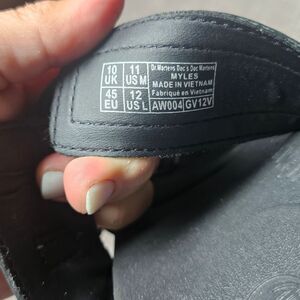 10 UK 11 US M
45 EU 12 US L
Dr. Martens Doc's Doc Martens
MYLES
MADE IN VIETNAM
Fabriqué en Vietnam
AW004 GV12V